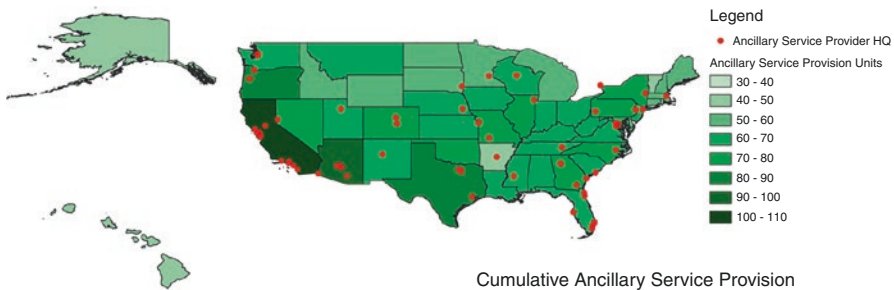 Legend
Ancillary Service Provider HQ
Ancillary Service Provision Units
30 - 40
40 - 50
50 - 60
60 - 70
70 - 80
80 - 90
90 - 100
100 - 110
Cumulative Ancillary Service Provision